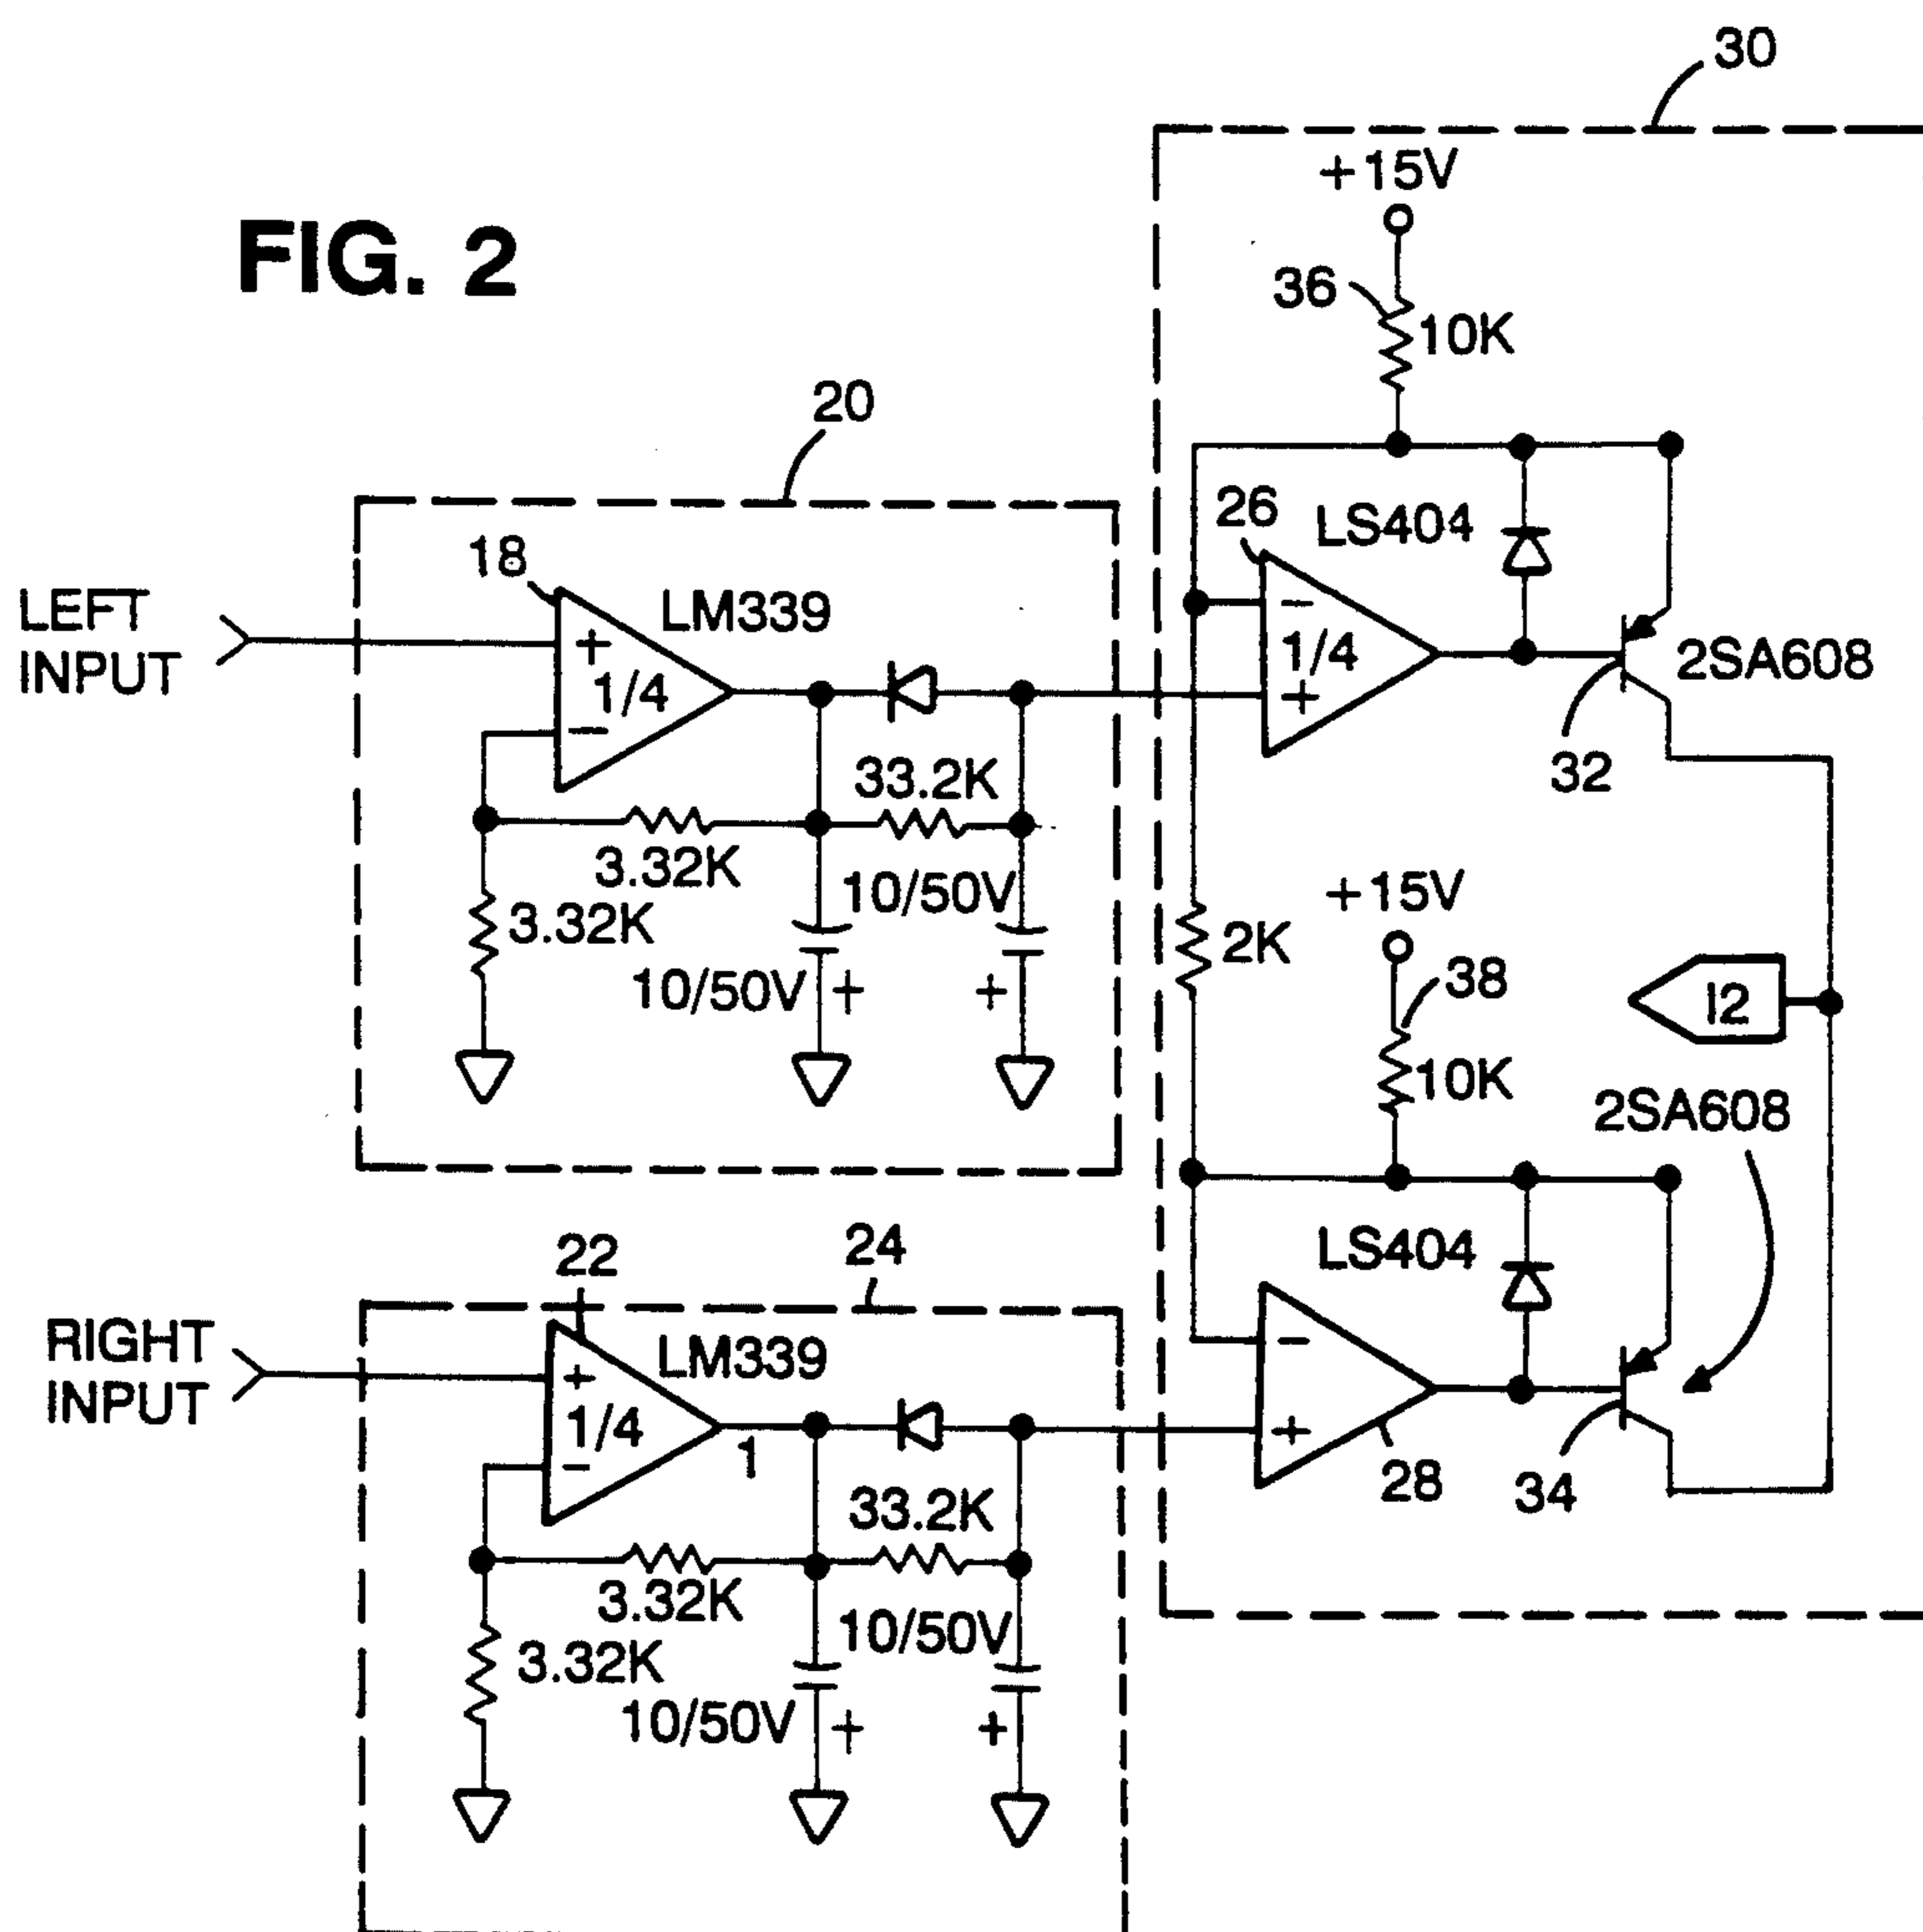 30
+15V
FIG. 2
36
10K
20
26
LS404
18
LM339
LEFT
INPUT
+
1/4
−
−
1/4
+
2SA608
32
33.2K
3.32K
10/50V
+15V
3.32K
2K
10/50V
+
+
38
I2
10K
2SA608
22
24
LS404
RIGHT
INPUT
LM339
+
1/4
−
1
−
+
28
34
33.2K
3.32K
10/50V
3.32K
10/50V
+
+